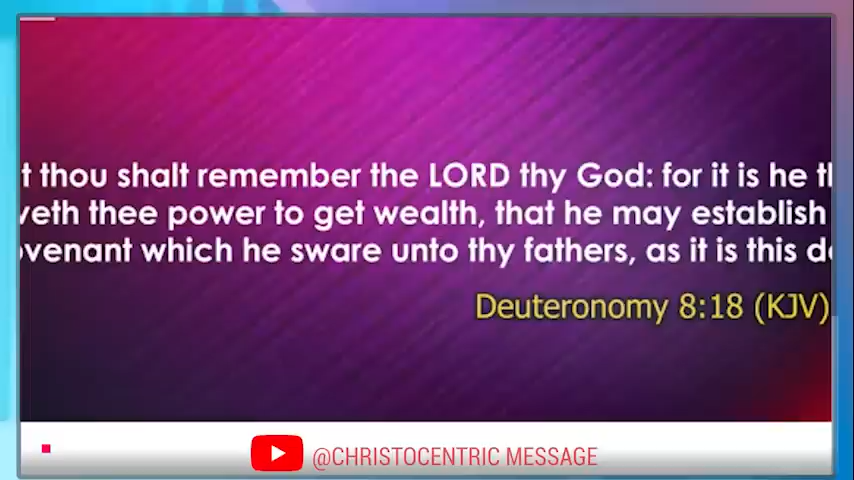 t thou shalt remember the LORD thy God: for it is he th
veth thee power to get wealth, that he may establish
ovenant which he sware unto thy fathers, as it is this da
Deuteronomy 8:18 (KJV)
@CHRISTOCENTRIC MESSAGE